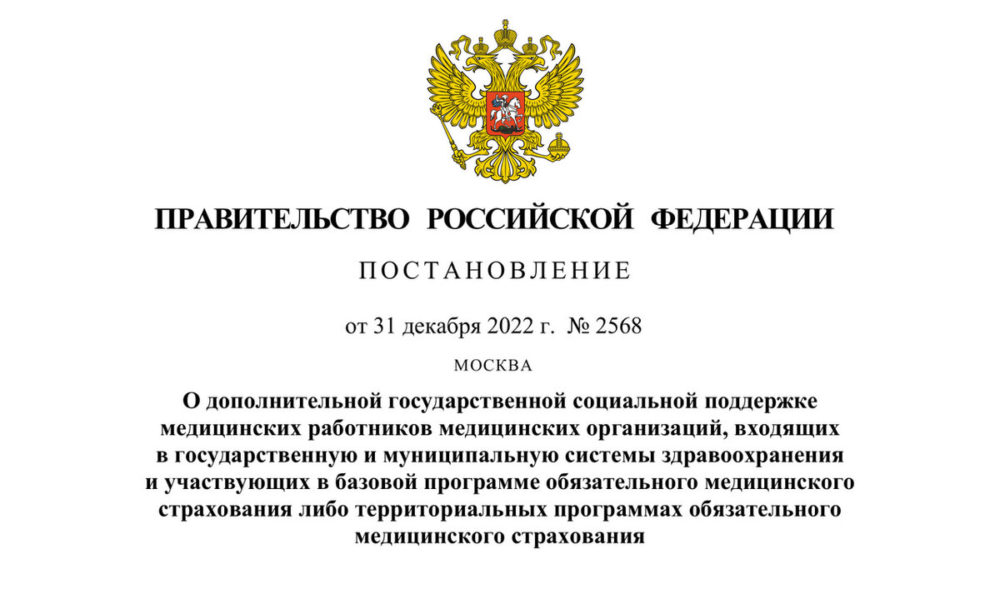 ПРАВИТЕЛЬСТВО РОССИЙСКОЙ ФЕДЕРАЦИИ
ПОСТАНОВЛЕНИЕ
от 31 декабря 2022 г. № 2568
МОСКВА
О дополнительной государственной социальной поддержке
медицинских работников медицинских организаций, входящих
в государственную и муниципальную системы здравоохранения
и участвующих в базовой программе обязательного медицинского
страхования либо территориальных программах обязательного
медицинского страхования